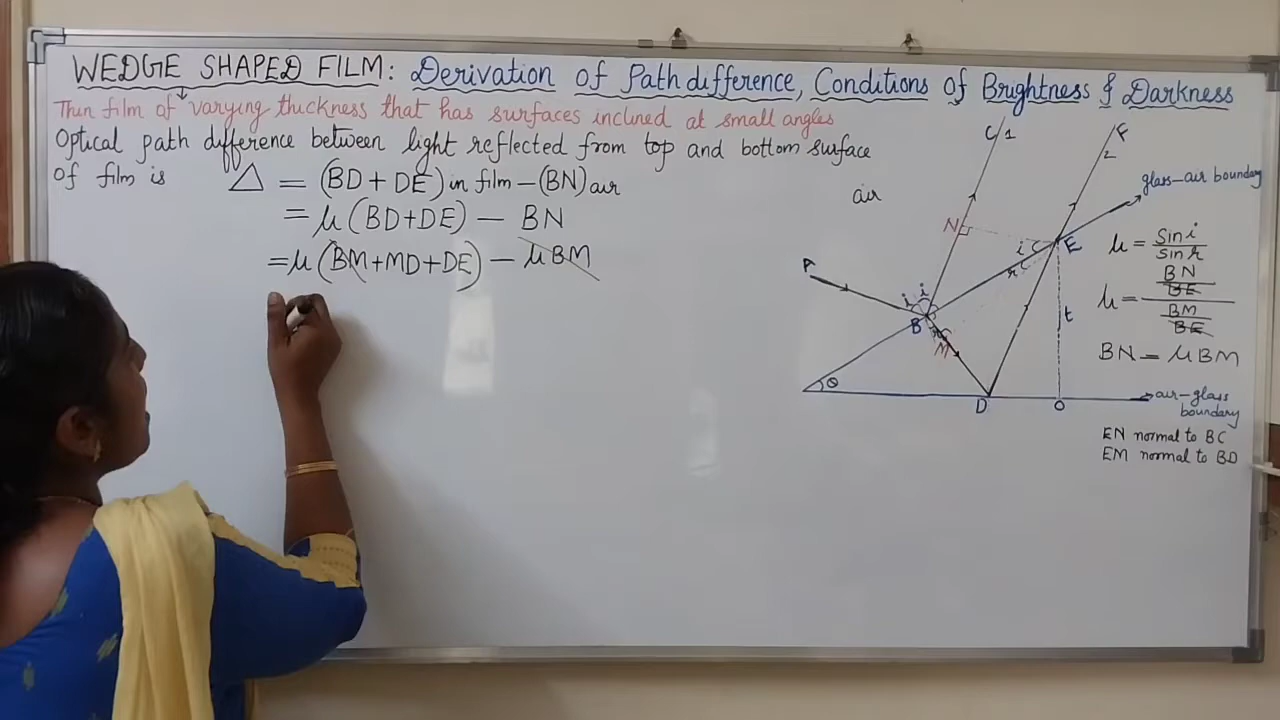 WEDGE SHAPED FILM: Derivation of Path difference, Conditions of Brightness & Darkness
Thin film of varying thickness that has surfaces inclined at small angles
Optical path difference between light reflected from top and bottom surface
of film is Δ = (BD + DE) in film - (BN) air
= μ (BD+DE) - BN
= μ (BM+MD+DE) - μBM
air
C 1
F
2
glass-air boundary
N
i
E
r
A
i i
B
r
M
t
θ
D
O
air-glass
boundary
μ = Sin i / Sin r
μ = BN/BE / BM/BE
BN = μBM
EN normal to BC
EM normal to BD